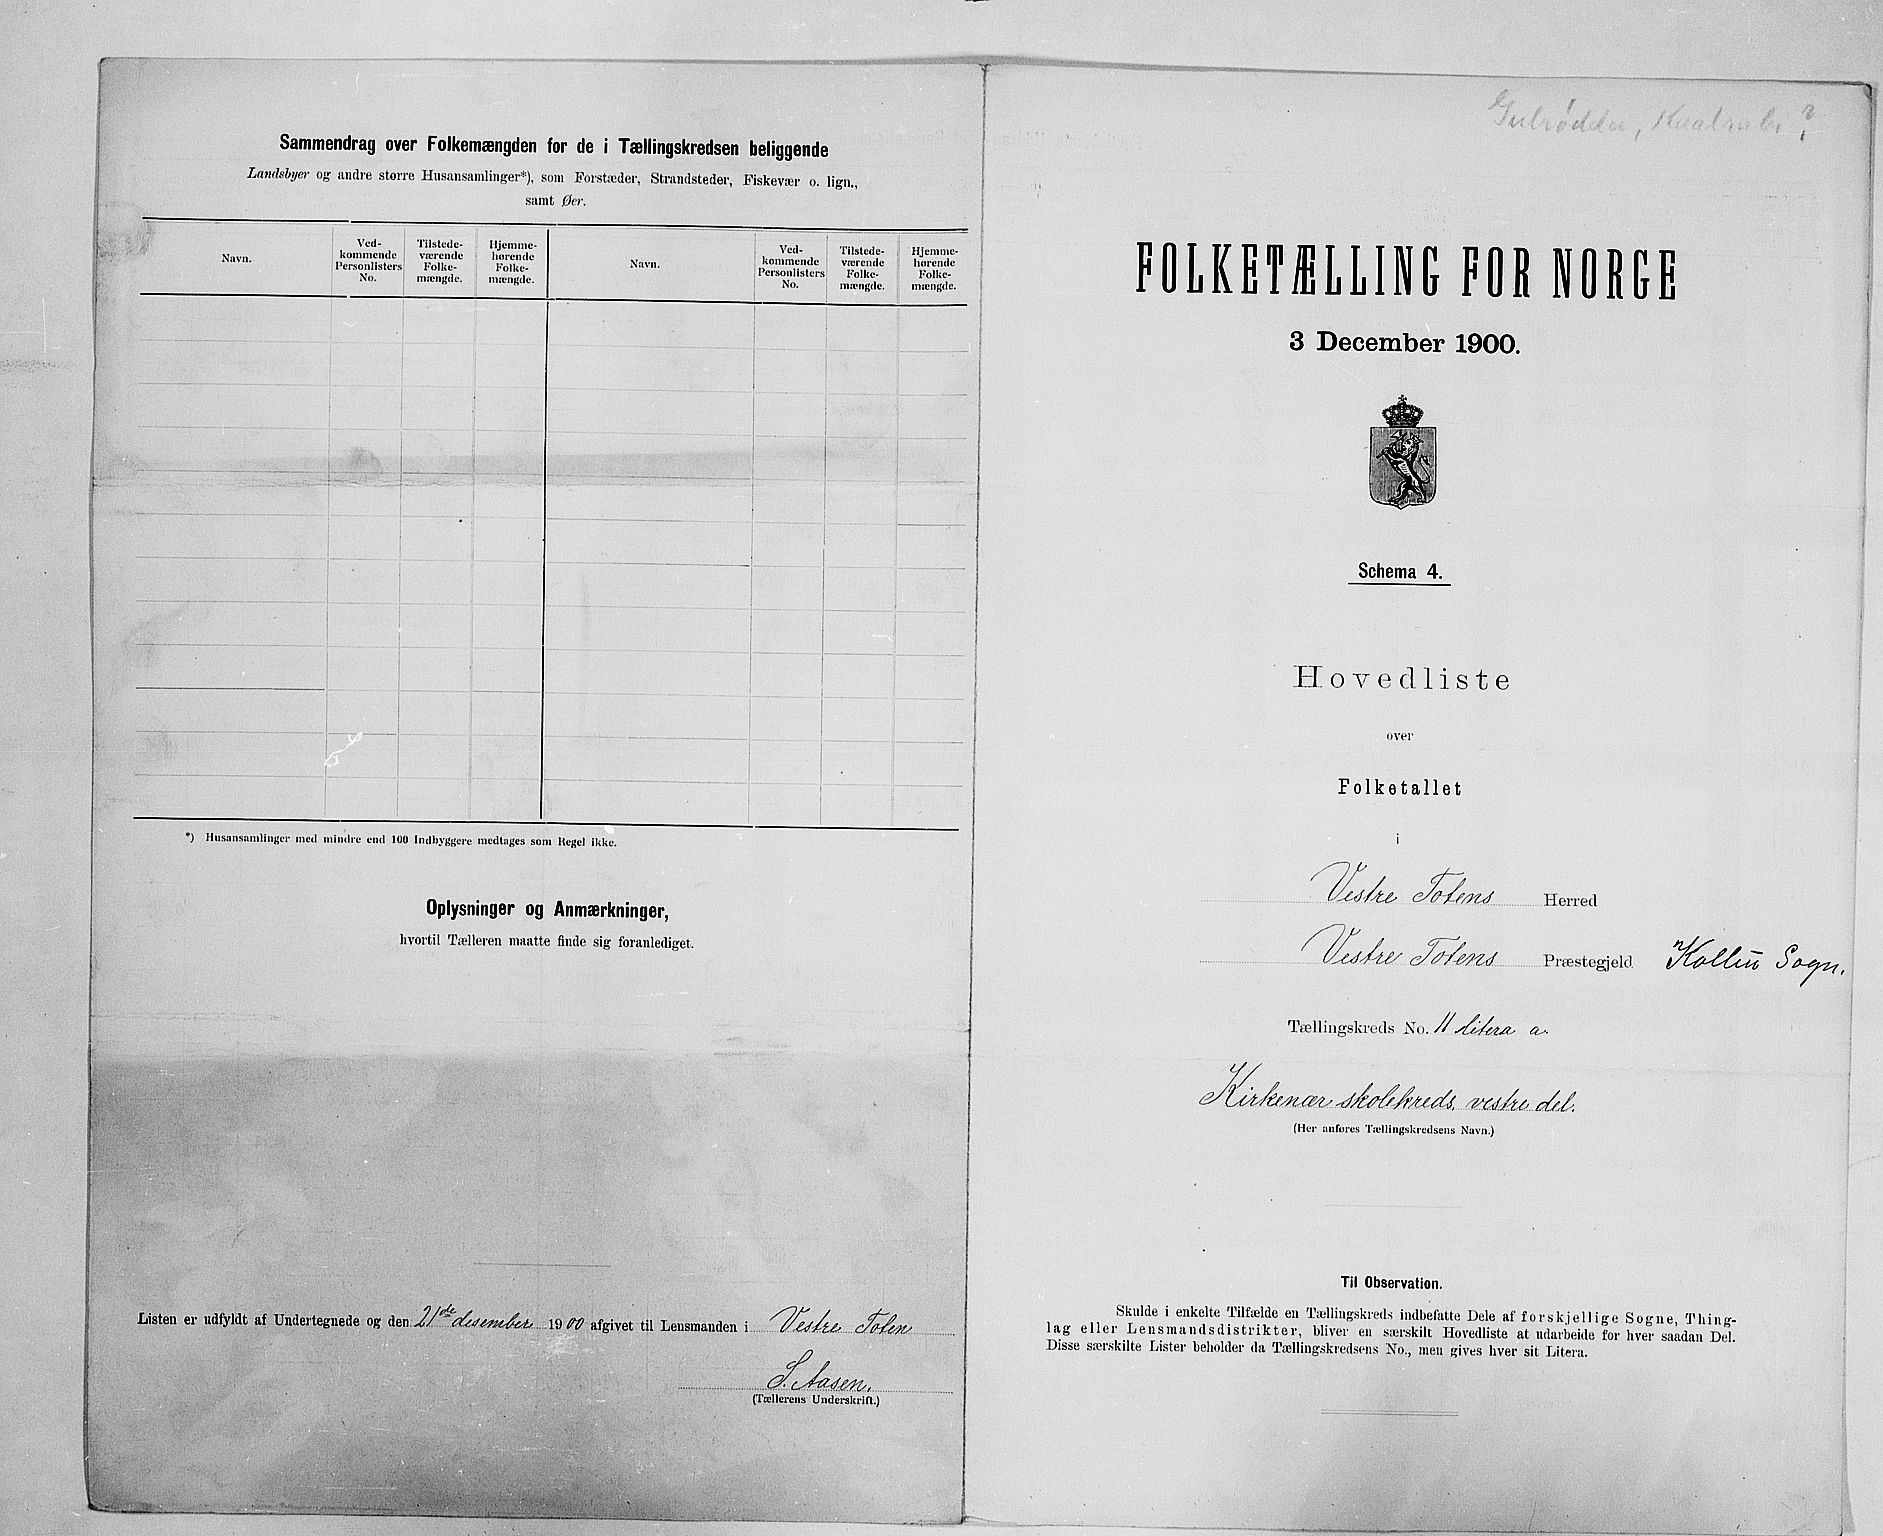 Sammendrag over Folkemængden for de i Tællingskredsen beliggende
Landsbyer og andre større Husansamlinger*), som Forstæder, Strandsteder, Fiskevær o. lign.,
samt Øer.
Navn.
Ved-
kommende
Personlisters
No.
Tilstede-
værende
Folke-
mængde.
Hjemme-
hørende
Folke-
mængde.
Navn.
Ved-
kommende
Personlisters
No.
Tilstede-
værende
Folke-
mængde.
Hjemme-
hørende
Folke-
mængde.
*) Husansamlinger med mindre end 100 Indbyggere medtages som Regel ikke.
Oplysninger og Anmærkninger,
hvortil Tælleren maatte finde sig foranlediget.
Listen er udfyldt af Undertegnede og den 21de desember 1900 afgivet til Lensmanden i Vestre Toten
S. Aasen.
(Tællerens Underskrift.)
Gulrødder, ?
FOLKETÆLLING FOR NORGE
3 December 1900.
Schema 4.
Hovedliste
over
Folketallet
i
Vestre Totens Herred
Vestre Totens Præstegjeld Kolbu Sogn.
Tællingskreds No. 11 litera a.
Kirkenær skolekreds, vestre del.
(Her anføres Tællingskredsens Navn.)
Til Observation.
Skulde i enkelte Tilfælde en Tællingskreds indbefatte Dele af forskjellige Sogne, Thing-
lag eller Lensmandsdistrikter, bliver en særskilt Hovedliste at udarbeide for hver saadan Del.
Disse særskilte Lister beholder da Tællingskredsens No., men gives hver sit Litera.